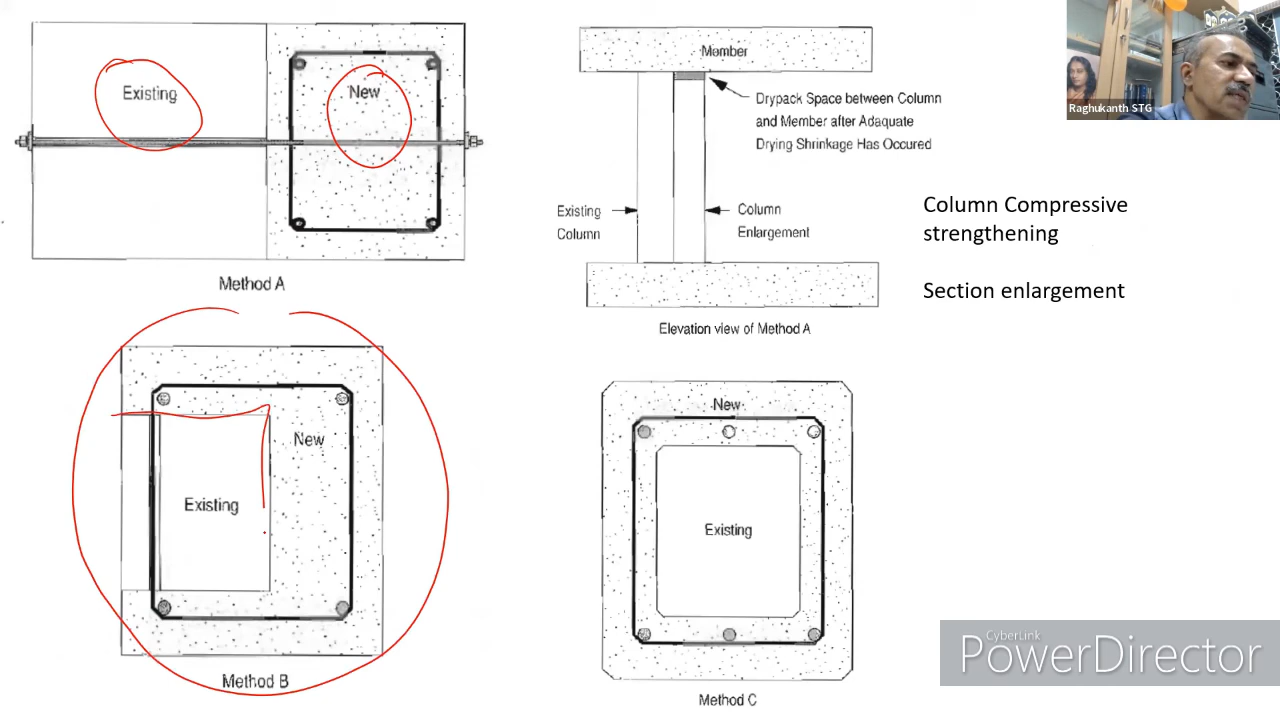 Existing
New
Method A
Member
Drypack Space between Column
and Member after Adequate
Drying Shrinkage Has Occured
Existing
Column
Column
Enlargement
Elevation view of Method A
Raghukanth STG
Column Compressive
strengthening
Section enlargement
New
Existing
Method B
New
Existing
Method C
CyberLink
PowerDirector